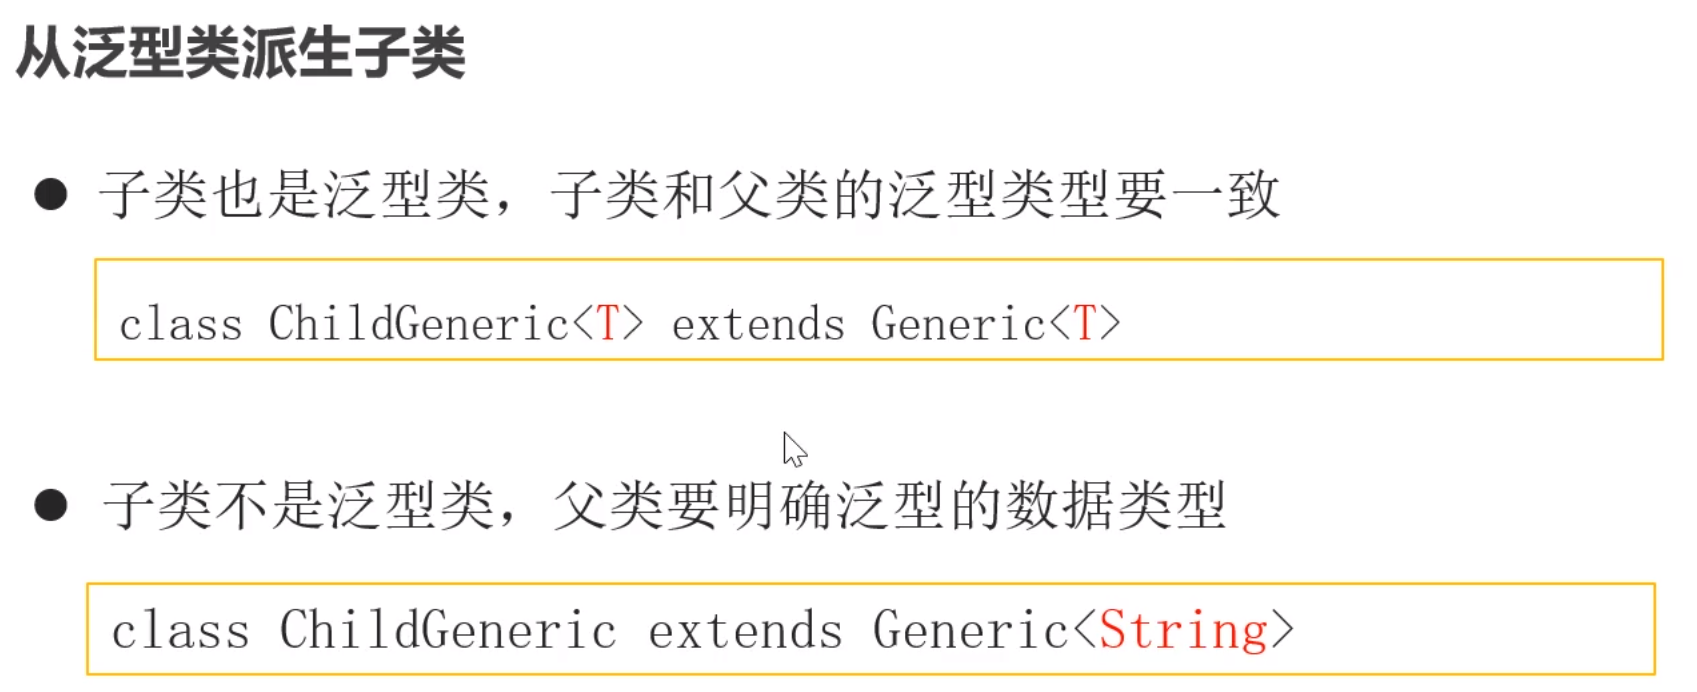 从泛型类派生子类
● 子类也是泛型类，子类和父类的泛型类型要一致
class ChildGeneric<T> extends Generic<T>
● 子类不是泛型类，父类要明确泛型的数据类型
class ChildGeneric extends Generic<String>